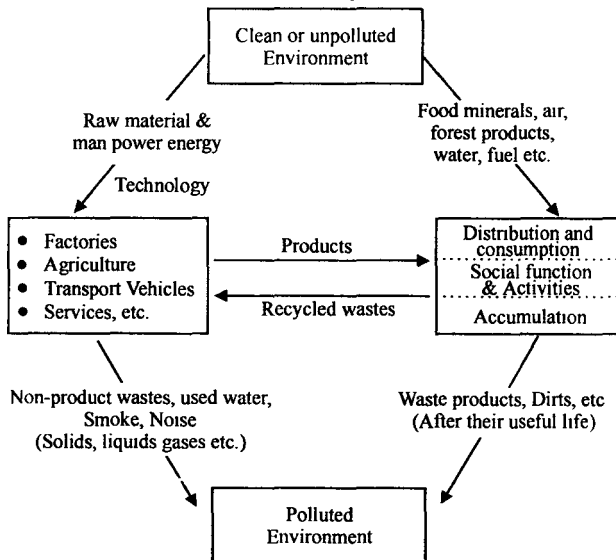 Clean or unpolluted
Environment
Raw material &
man power energy
Technology
Food minerals, air,
forest products,
water, fuel etc.
• Factories
• Agriculture
• Transport Vehicles
• Services, etc.
Products
Recycled wastes
Distribution and
consumption
Social function
& Activities
Accumulation
Non-product wastes, used water,
Smoke, Noise
(Solids, liquids gases etc.)
Waste products, Dirts, etc
(After their useful life)
Polluted
Environment